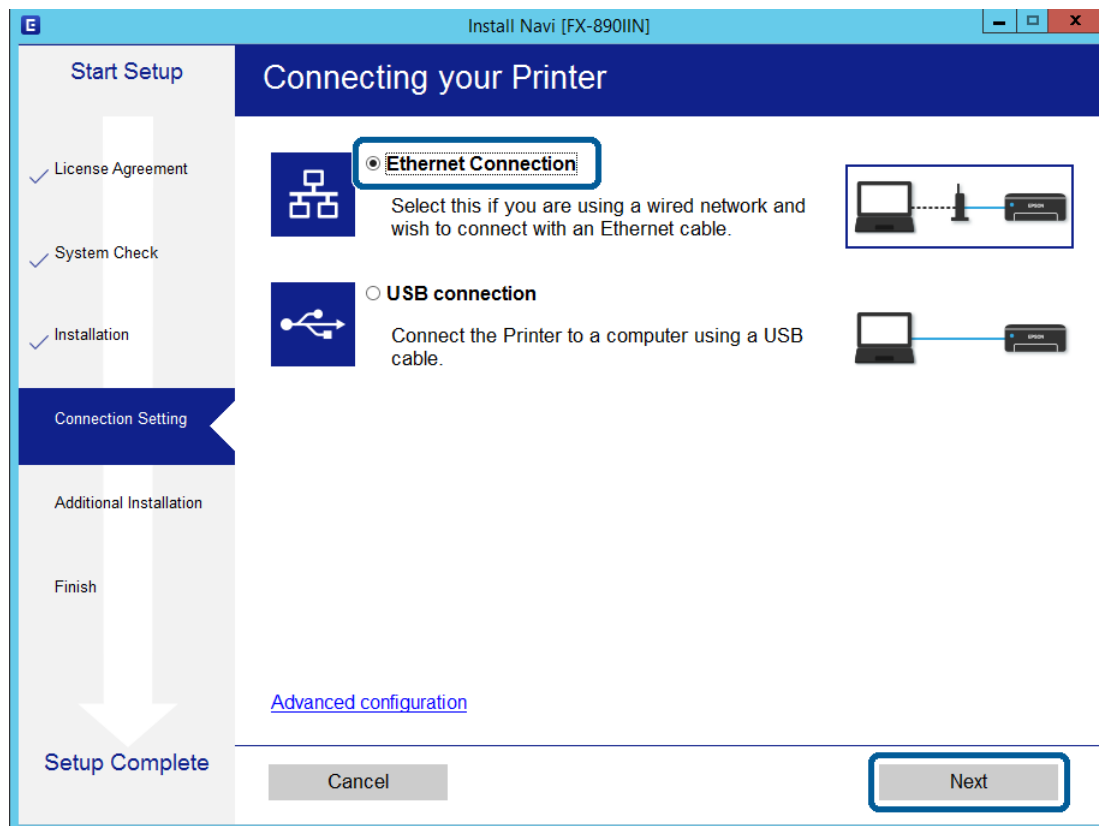 Install Navi [FX-890IIN]
Start Setup
License Agreement
System Check
Installation
Connection Setting
Additional Installation
Finish
Setup Complete
Connecting your Printer
Ethernet Connection
Select this if you are using a wired network and
wish to connect with an Ethernet cable.
EPSON
USB connection
Connect the Printer to a computer using a USB
cable.
EPSON
Advanced configuration
Cancel
Next